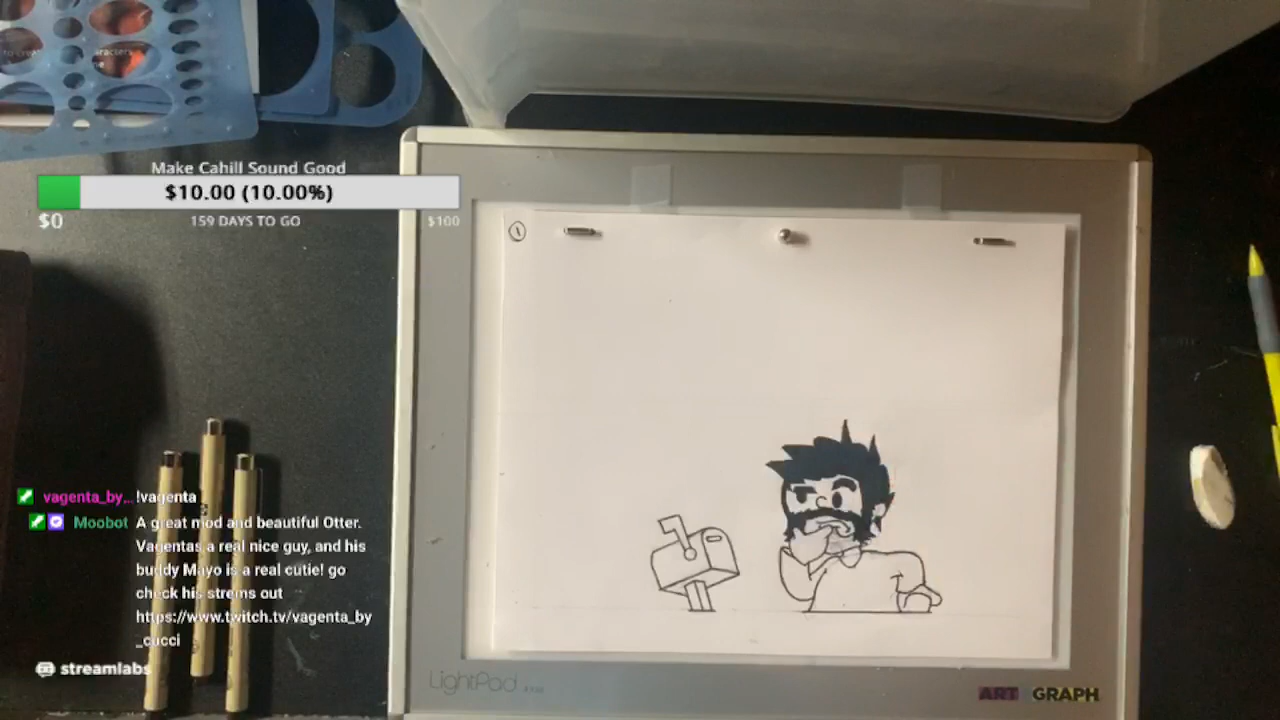 Make Cahill Sound Good
$10.00 (10.00%)
$0 159 DAYS TO GO $100
vagenta_by_... !vagenta
Moobot A great mod and beautiful Otter.
Vagentas a real nice guy, and his
buddy Mayo is a real cutie! go
check his strems out
https://www.twitch.tv/vagenta_by
_cucci
streamlabs
1
LightPad
ART GRAPH